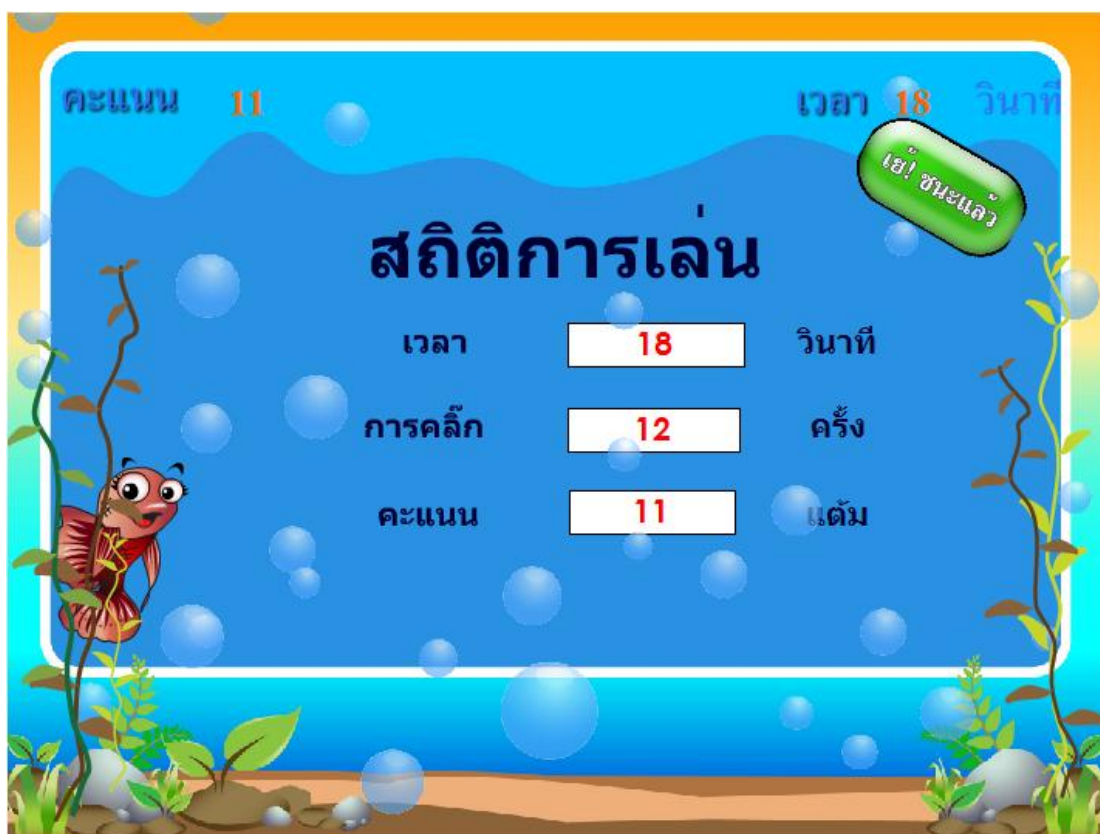 คะแนน 11 เวลา 18 วินาที
เย้! ชนะแล้ว
สถิติการเล่น
เวลา 18 วินาที
การคลิ๊ก 12 ครั้ง
คะแนน 11 แต้ม